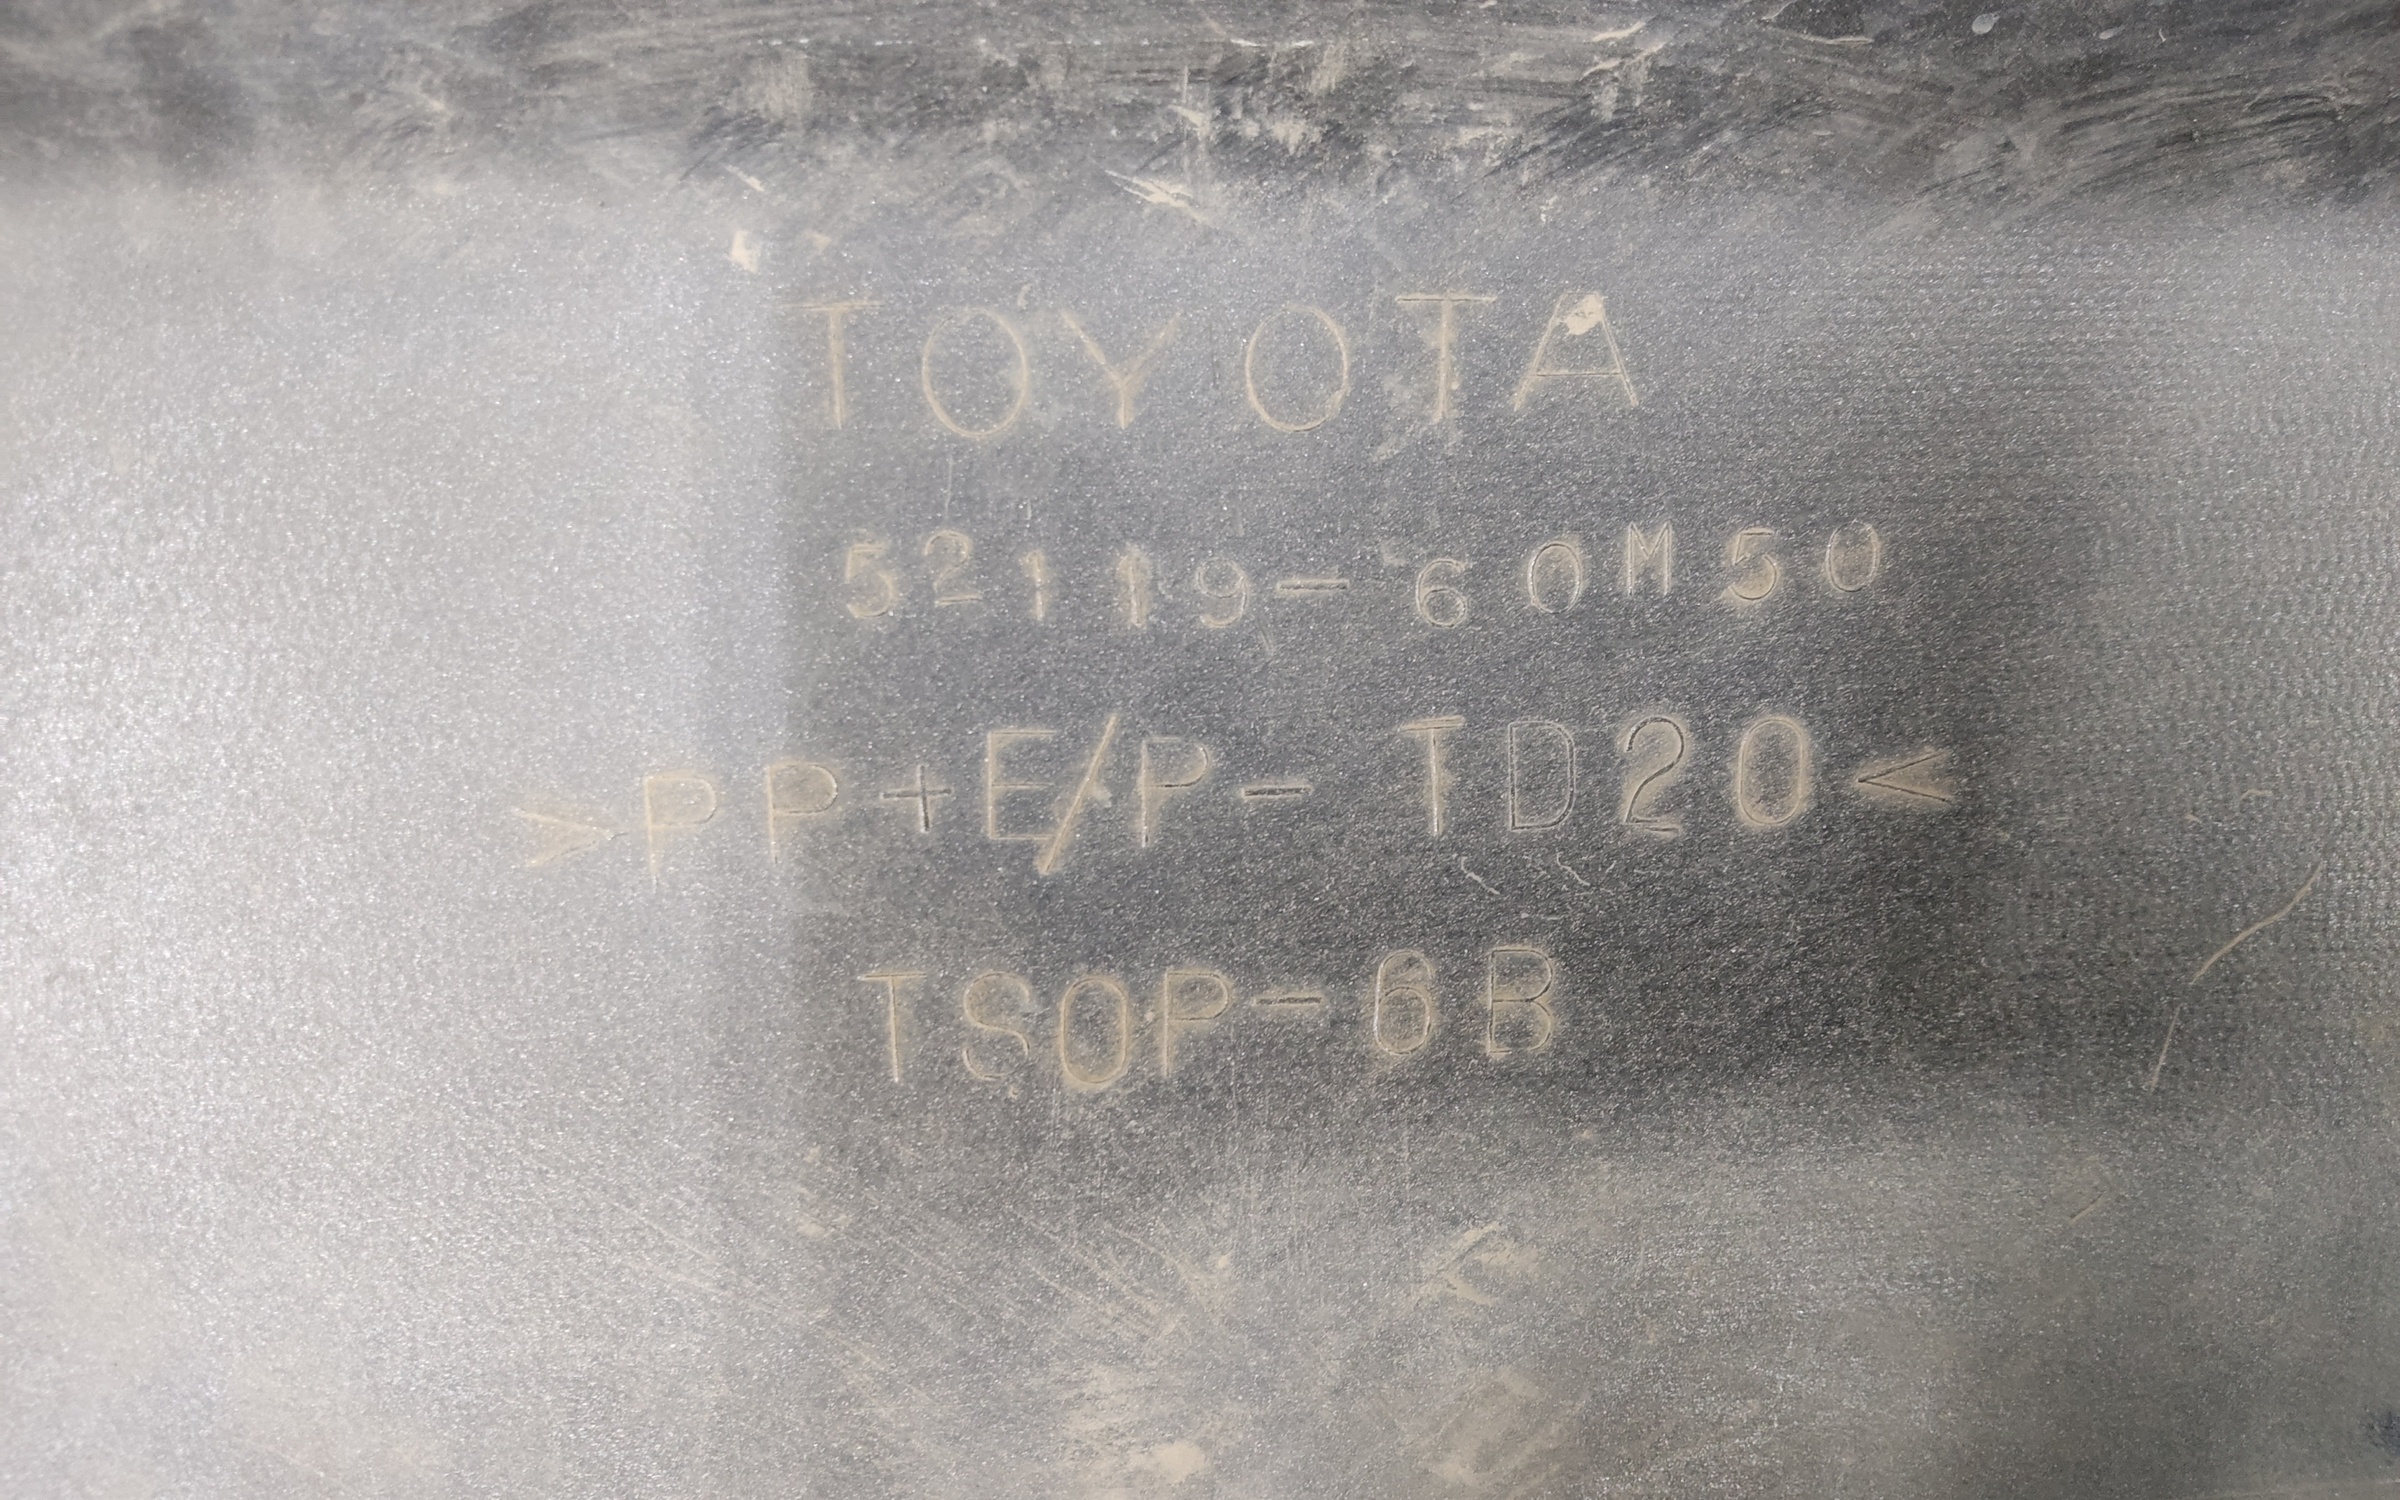 TOYOTA
52119-60M50
>PP+E/P-TD20<
TSOP-6B